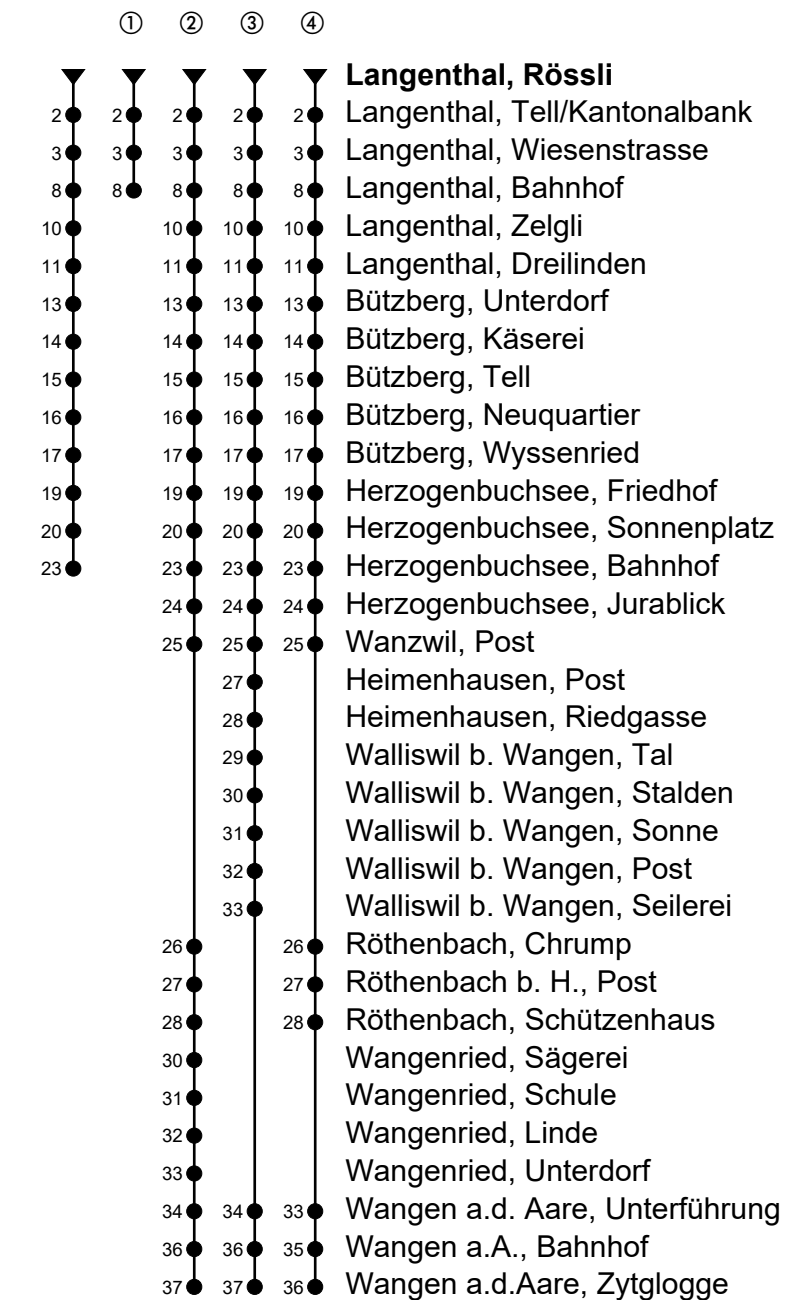 ① ② ③ ④
Langenthal, Rössli
2 2 2 2 2 Langenthal, Tell/Kantonalbank
3 3 3 3 3 Langenthal, Wiesenstrasse
8 8 8 8 8 Langenthal, Bahnhof
10 10 10 10 Langenthal, Zelgli
11 11 11 11 Langenthal, Dreilinden
13 13 13 13 Bützberg, Unterdorf
14 14 14 14 Bützberg, Käserei
15 15 15 15 Bützberg, Tell
16 16 16 16 Bützberg, Neuquartier
17 17 17 17 Bützberg, Wyssenried
19 19 19 19 Herzogenbuchsee, Friedhof
20 20 20 20 Herzogenbuchsee, Sonnenplatz
23 23 23 23 Herzogenbuchsee, Bahnhof
24 24 24 Herzogenbuchsee, Jurablick
25 25 25 Wanzwil, Post
27 Heimenhausen, Post
28 Heimenhausen, Riedgasse
29 Walliswil b. Wangen, Tal
30 Walliswil b. Wangen, Stalden
31 Walliswil b. Wangen, Sonne
32 Walliswil b. Wangen, Post
33 Walliswil b. Wangen, Seilerei
26 26 Röthenbach, Chrump
27 27 Röthenbach b. H., Post
28 28 Röthenbach, Schützenhaus
30 Wangenried, Sägerei
31 Wangenried, Schule
32 Wangenried, Linde
33 Wangenried, Unterdorf
34 34 33 Wangen a.d. Aare, Unterführung
36 36 35 Wangen a.A., Bahnhof
37 37 36 Wangen a.d.Aare, Zytglogge